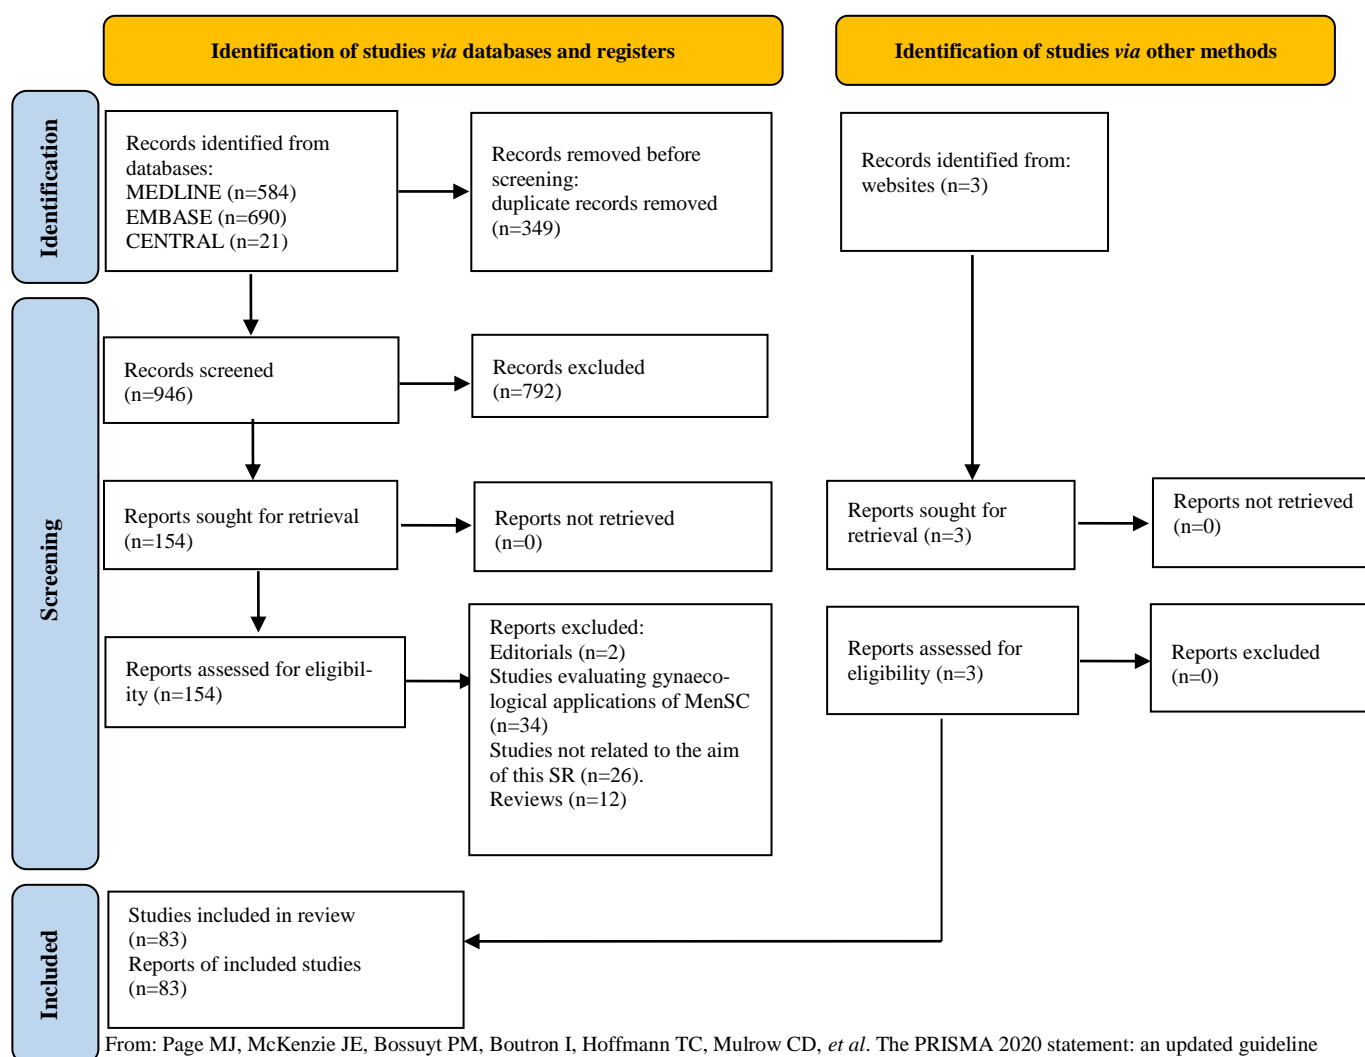 Identification of studies via databases and registers
Identification of studies via other methods
Identification
Records identified from
databases:
MEDLINE (n=584)
EMBASE (n=690)
CENTRAL (n=21)
Records removed before
screening:
duplicate records removed
(n=349)
Records identified from:
websites (n=3)
Screening
Records screened
(n=946)
Records excluded
(n=792)
Reports sought for retrieval
(n=154)
Reports not retrieved
(n=0)
Reports sought for
retrieval (n=3)
Reports not retrieved
(n=0)
Reports assessed for eligibil-
ity (n=154)
Reports excluded:
Editorials (n=2)
Studies evaluating gynaeco-
logical applications of MenSC
(n=34)
Studies not related to the aim
of this SR (n=26).
Reviews (n=12)
Reports assessed for
eligibility (n=3)
Reports excluded
(n=0)
Included
Studies included in review
(n=83)
Reports of included studies
(n=83)
From: Page MJ, McKenzie JE, Bossuyt PM, Boutron I, Hoffmann TC, Mulrow CD, et al. The PRISMA 2020 statement: an updated guideline